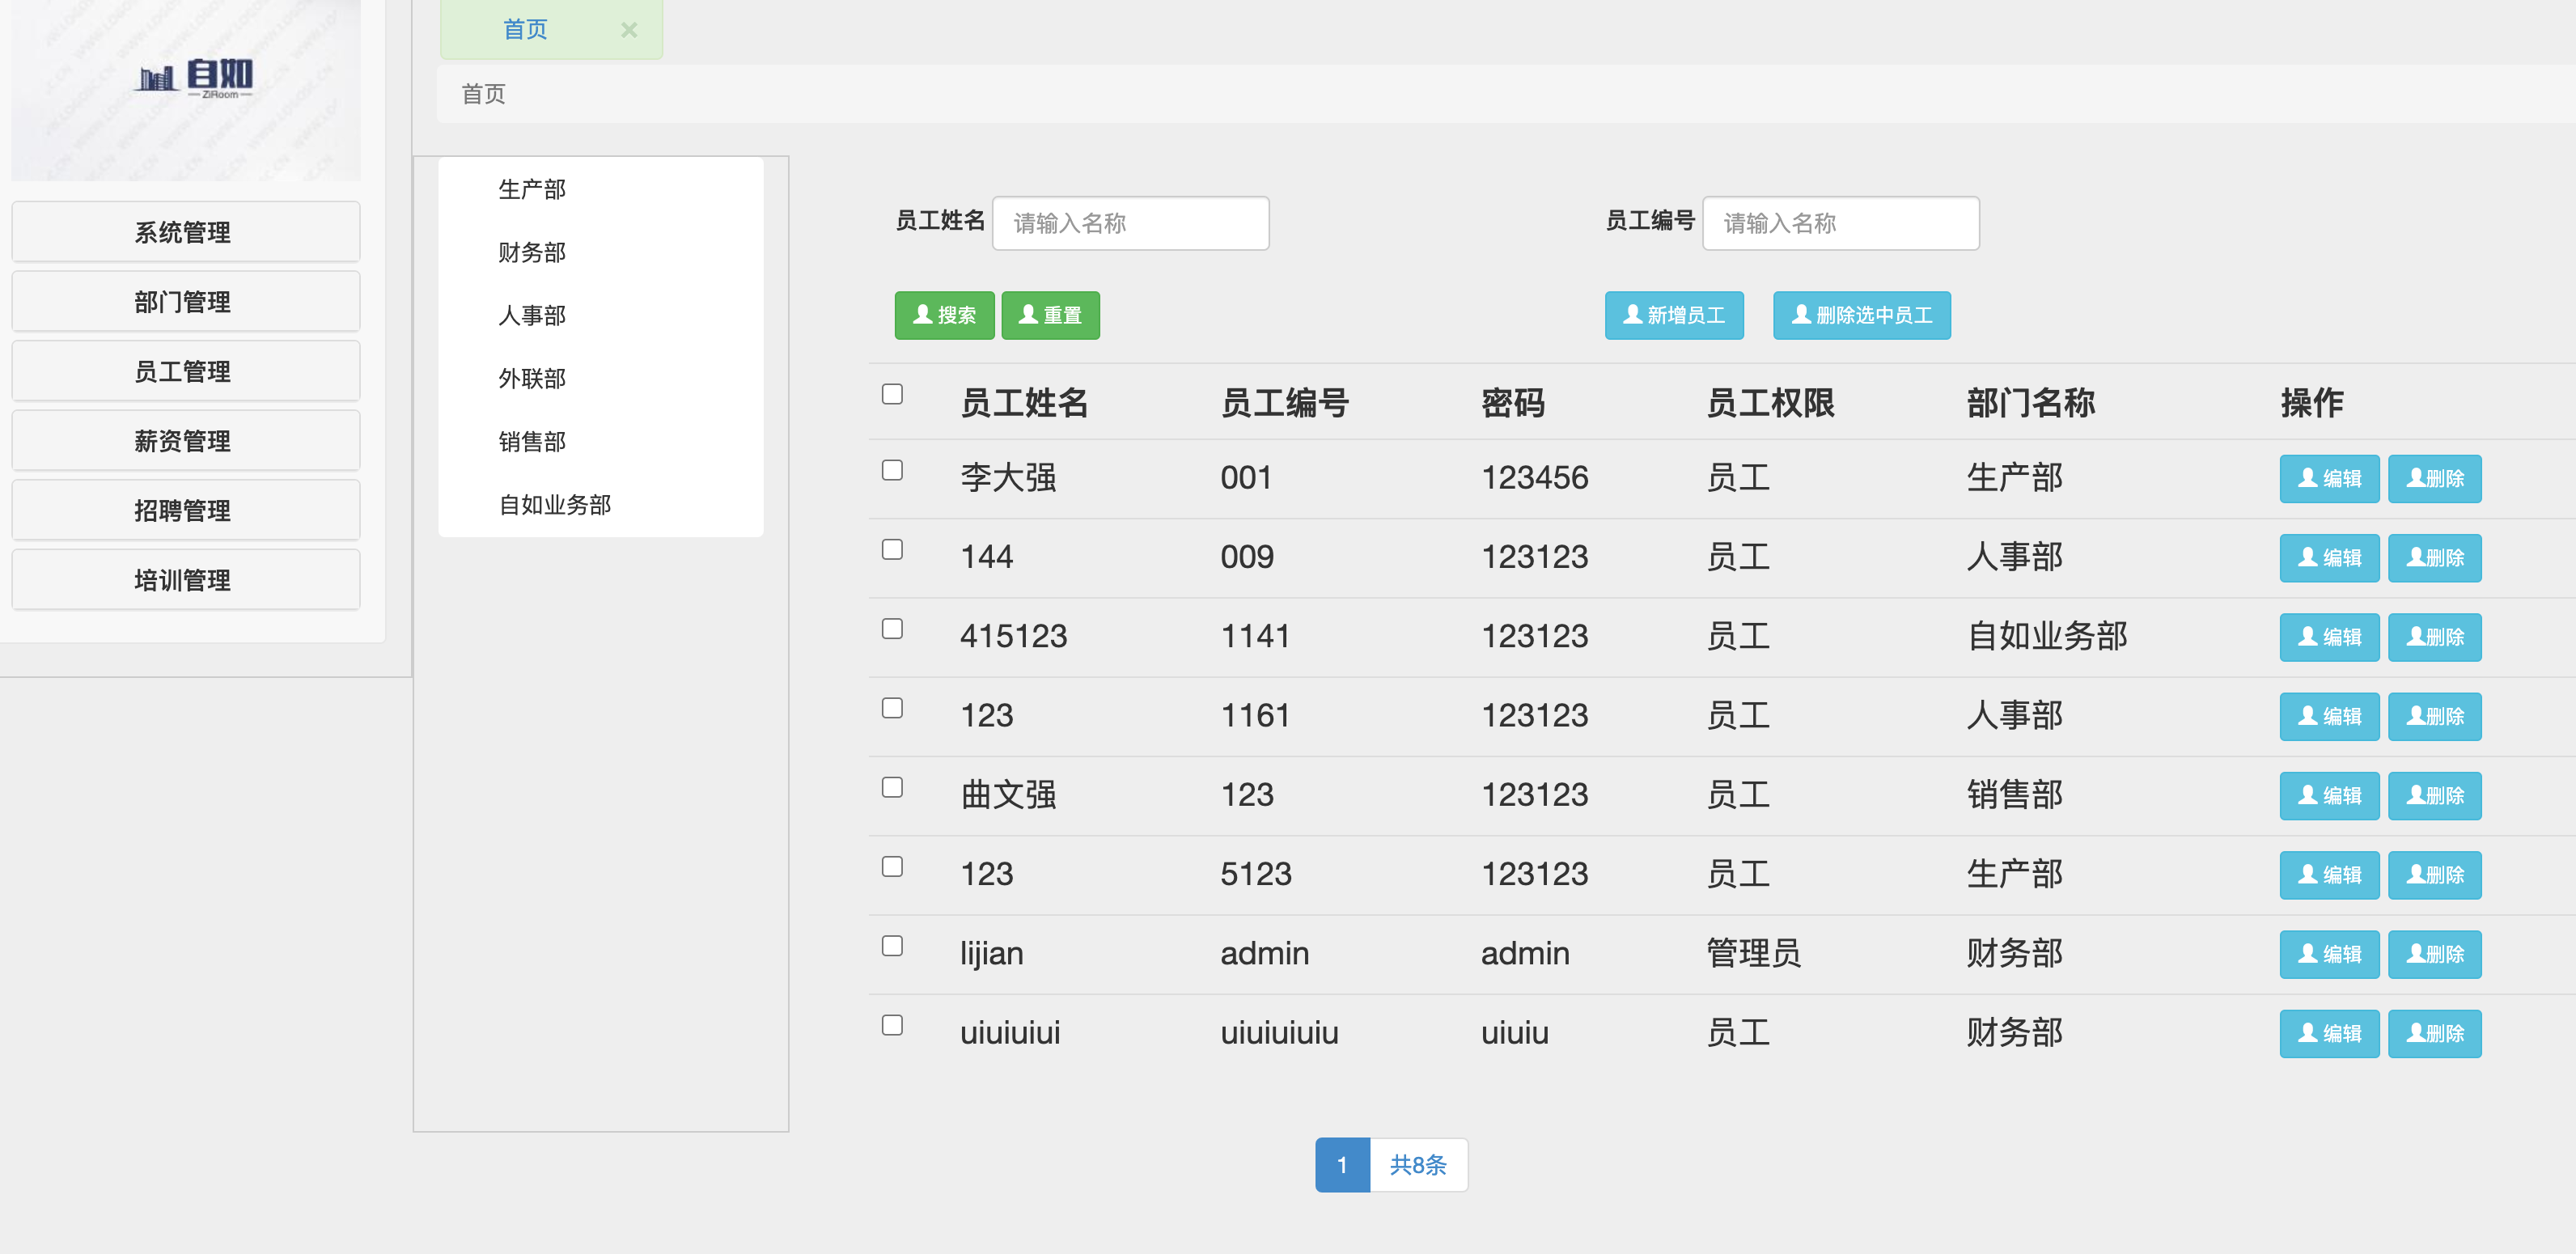 自如
ZiRoom
系统管理
部门管理
员工管理
薪资管理
招聘管理
培训管理
首页 ×
首页
生产部
财务部
人事部
外联部
销售部
自如业务部
员工姓名 请输入名称 员工编号 请输入名称
搜索 重置 新增员工 删除选中员工
员工姓名 员工编号 密码 员工权限 部门名称 操作
李大强 001 123456 员工 生产部 编辑 删除
144 009 123123 员工 人事部 编辑 删除
415123 1141 123123 员工 自如业务部 编辑 删除
123 1161 123123 员工 人事部 编辑 删除
曲文强 123 123123 员工 销售部 编辑 删除
123 5123 123123 员工 生产部 编辑 删除
lijian admin admin 管理员 财务部 编辑 删除
uiuiuiui uiuiuiuiu uiuiu 员工 财务部 编辑 删除
1 共8条